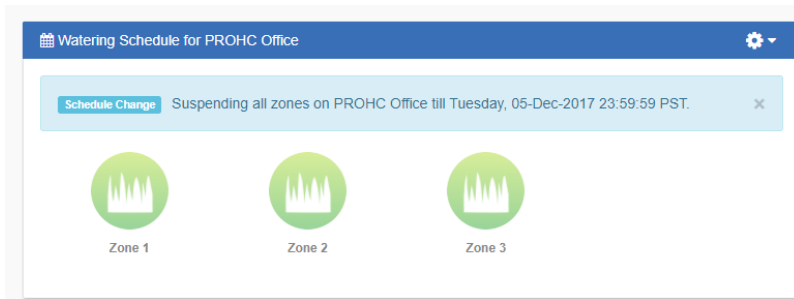 Watering Schedule for PROHC Office
Schedule Change Suspending all zones on PROHC Office till Tuesday, 05-Dec-2017 23:59:59 PST. ×
Zone 1 Zone 2 Zone 3